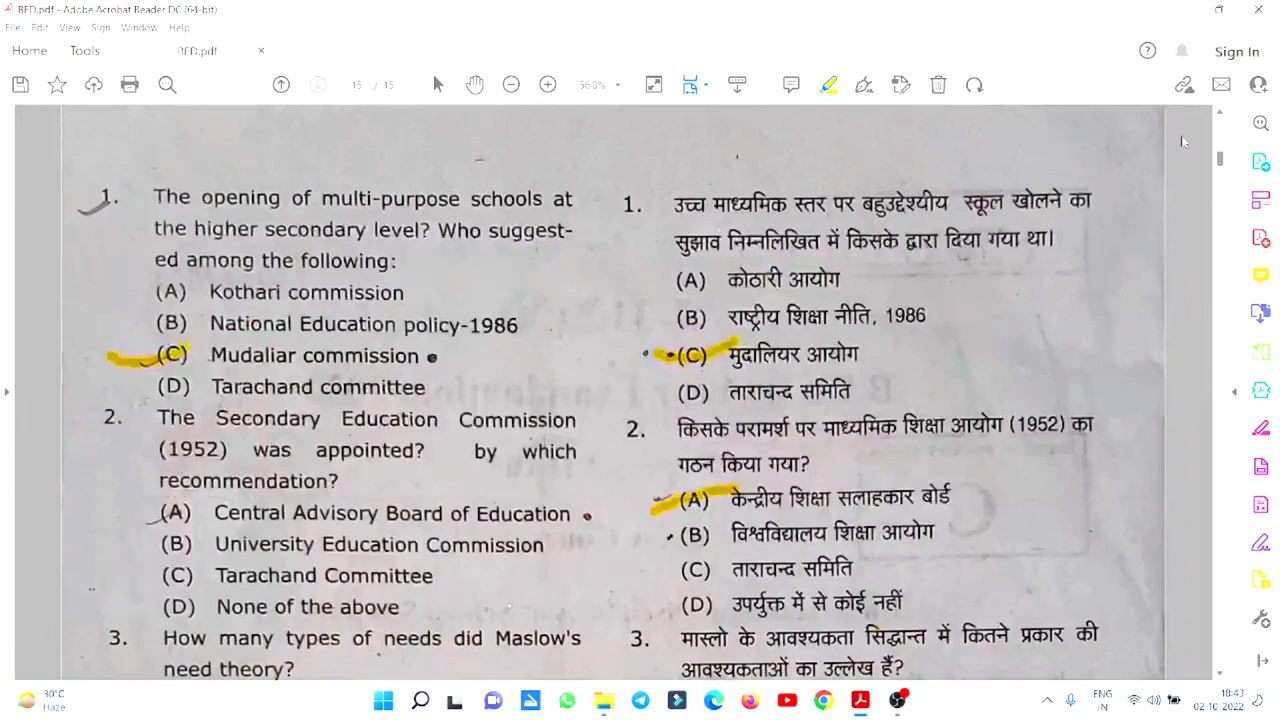 BED.pdf - Adobe Acrobat Reader DC (64-bit)
File Edit View Sign Window Help
Home Tools BED.pdf × Sign In
15 / 15 56.8%
1. The opening of multi-purpose schools at
the higher secondary level? Who suggest-
ed among the following:
(A) Kothari commission
(B) National Education policy-1986
(C) Mudaliar commission
(D) Tarachand committee
2. The Secondary Education Commission
(1952) was appointed? by which
recommendation?
(A) Central Advisory Board of Education
(B) University Education Commission
(C) Tarachand Committee
(D) None of the above
3. How many types of needs did Maslow's
need theory?
1. उच्च माध्यमिक स्तर पर बहुउद्देश्यीय स्कूल खोलने का
सुझाव निम्नलिखित में किसके द्वारा दिया गया था।
(A) कोठारी आयोग
(B) राष्ट्रीय शिक्षा नीति, 1986
(C) मुदालियर आयोग
(D) ताराचन्द समिति
2. किसके परामर्श पर माध्यमिक शिक्षा आयोग (1952) का
गठन किया गया?
(A) केन्द्रीय शिक्षा सलाहकार बोर्ड
(B) विश्वविद्यालय शिक्षा आयोग
(C) ताराचन्द समिति
(D) उपर्युक्त में से कोई नहीं
3. मास्लो के आवश्यकता सिद्धान्त में कितने प्रकार की
आवश्यकताओं का उल्लेख हैं?
30°C
Haze
ENG
IN
18:43
02-10-2022